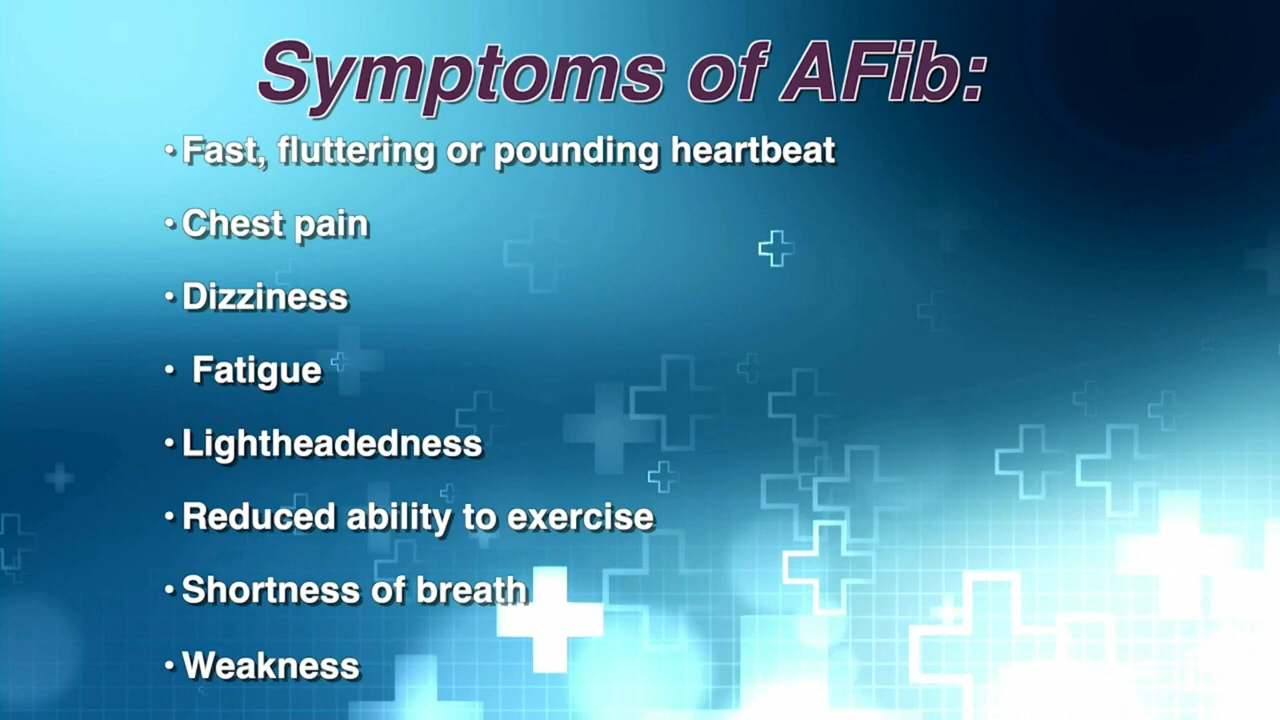 Symptoms of AFib:
• Fast, fluttering or pounding heartbeat
• Chest pain
• Dizziness
• Fatigue
• Lightheadedness
• Reduced ability to exercise
• Shortness of breath
• Weakness